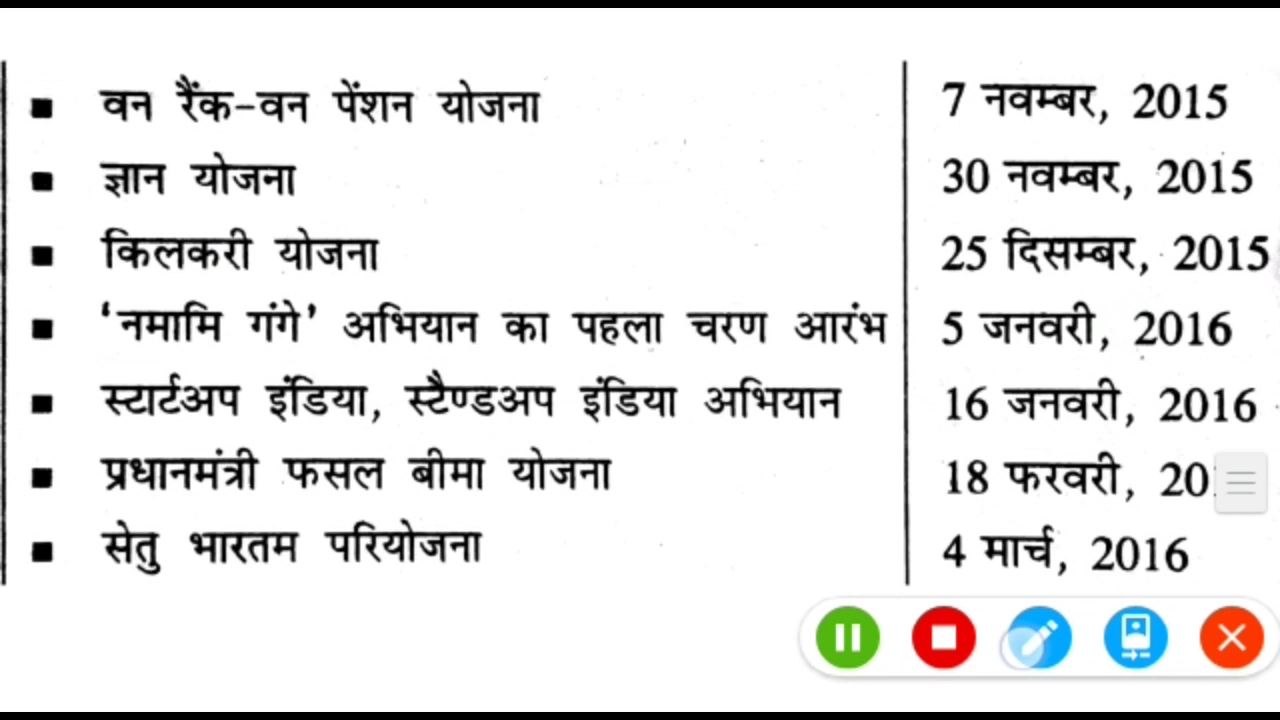 ■ वन रैंक-वन पेंशन योजना 7 नवम्बर, 2015
■ ज्ञान योजना 30 नवम्बर, 2015
■ किलकरी योजना 25 दिसम्बर, 2015
■ ‘नमामि गंगे’ अभियान का पहला चरण आरंभ 5 जनवरी, 2016
■ स्टार्टअप इंडिया, स्टैण्डअप इंडिया अभियान 16 जनवरी, 2016
■ प्रधानमंत्री फसल बीमा योजना 18 फरवरी,
■ सेतु भारतम परियोजना 4 मार्च, 2016